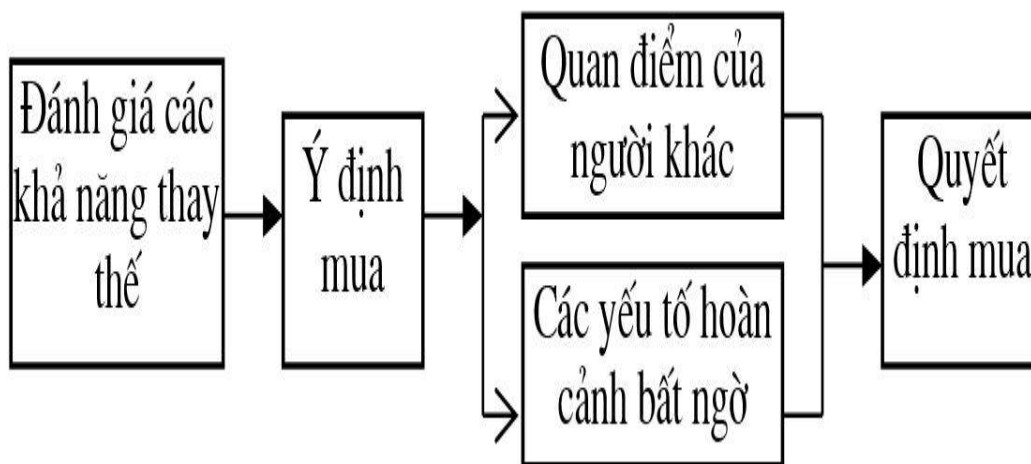 Đánh giá các
khả năng thay
thế
Ý định
mua
Quan điểm của
người khác
Các yếu tố hoàn
cảnh bất ngờ
Quyết
định mua